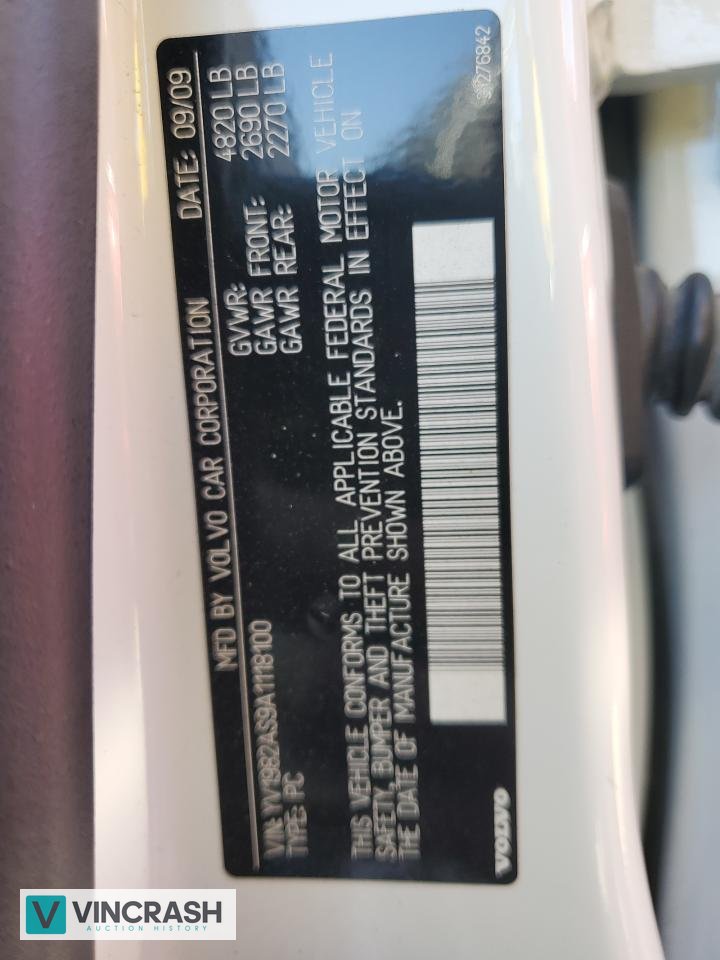 MFD BY VOLVO CAR CORPORATION DATE: 09/09
GVWR: 4820 LB
GAWR FRONT: 2690 LB
GAWR REAR: 2270 LB
VIN: YV1982AS9A1118100
TYPE: PC
THIS VEHICLE CONFORMS TO ALL APPLICABLE FEDERAL MOTOR VEHICLE
SAFETY, BUMPER AND THEFT PREVENTION STANDARDS IN EFFECT ON
THE DATE OF MANUFACTURE SHOWN ABOVE.
VOLVO
31276842
V VINCRASH
AUCTION HISTORY